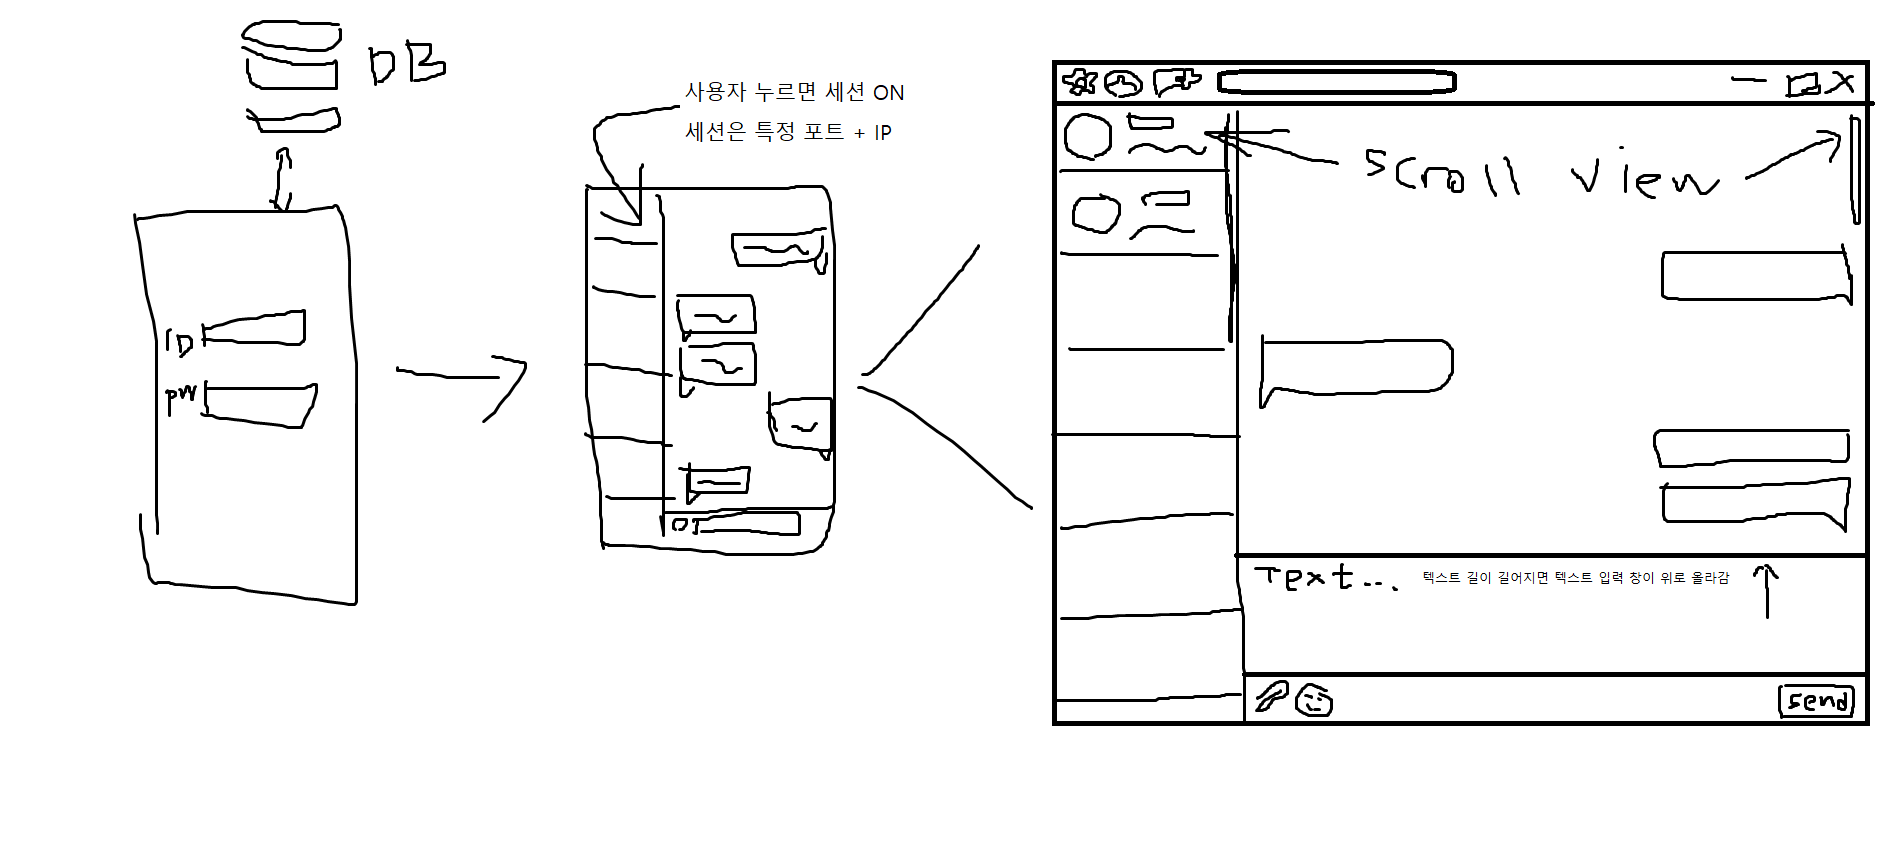 DB
사용자 누르면 세션 ON
세션은 특정 포트 + IP
ID
PW
scroll view
Text...
텍스트 길이 길어지면 텍스트 입력 창이 위로 올라감
send